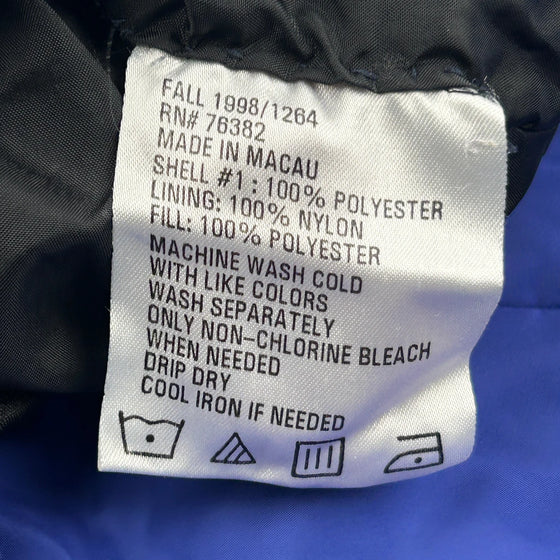 FALL 1998/1264
RN# 76382
MADE IN MACAU
SHELL #1 : 100% POLYESTER
LINING: 100% NYLON
FILL: 100% POLYESTER
MACHINE WASH COLD
WITH LIKE COLORS
WASH SEPARATELY
ONLY NON-CHLORINE BLEACH
WHEN NEEDED
DRIP DRY
COOL IRON IF NEEDED